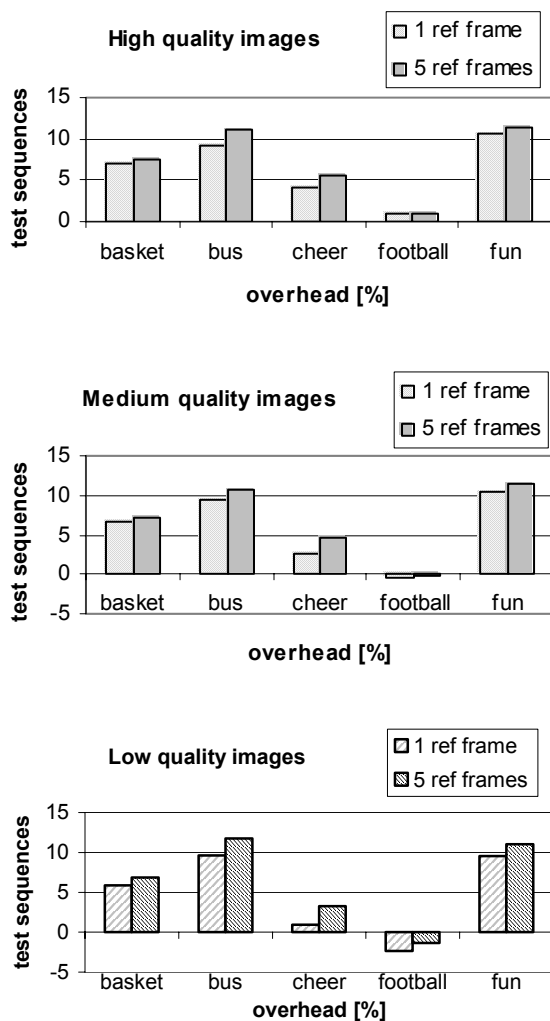 High quality images
1 ref frame
5 ref frames
test sequences
15
10
5
0
basket bus cheer football fun
overhead [%]
Medium quality images
1 ref frame
5 ref frames
test sequences
15
10
5
0
-5
basket bus cheer football fun
overhead [%]
Low quality images
1 ref frame
5 ref frames
test sequences
15
10
5
0
-5
basket bus cheer football fun
overhead [%]